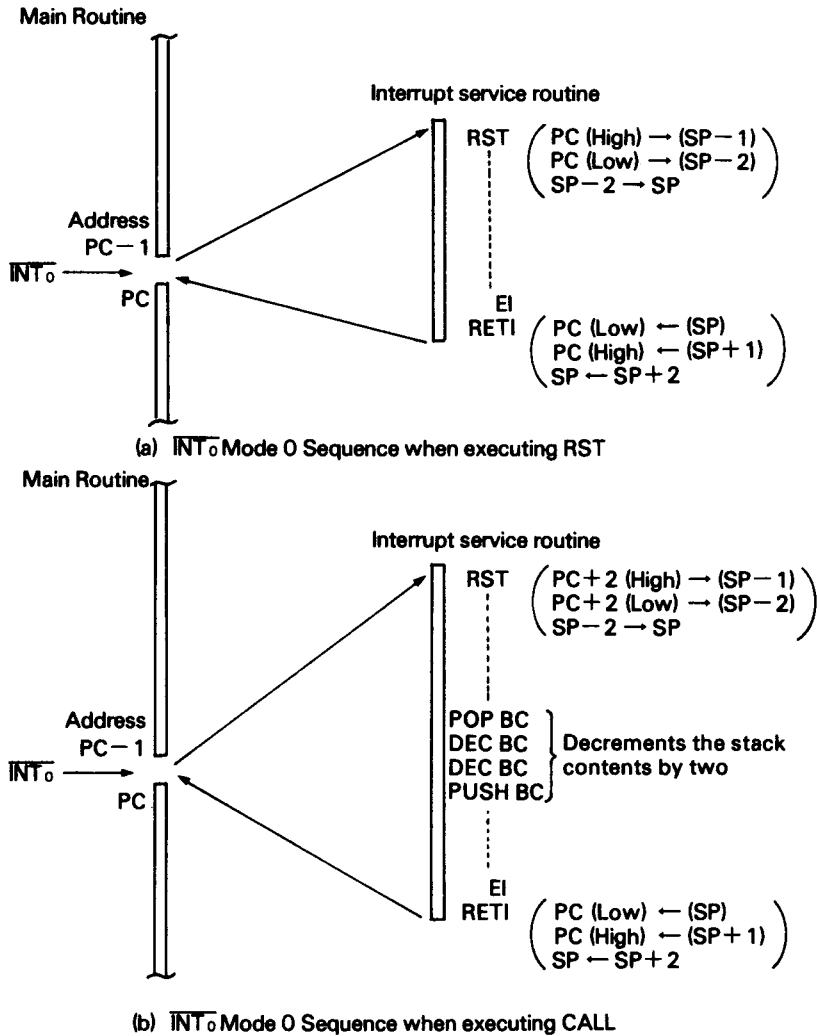 Main Routine
Interrupt service routine
RST
PC (High) → (SP−1)
PC (Low) → (SP−2)
SP−2 → SP
Address
PC−1
INT₀
PC
EI
RETI
PC (Low) ← (SP)
PC (High) ← (SP+1)
SP ← SP+2
(a) INT₀ Mode 0 Sequence when executing RST
Main Routine
Interrupt service routine
RST
PC+2 (High) → (SP−1)
PC+2 (Low) → (SP−2)
SP−2 → SP
Address
PC−1
INT₀
PC
POP BC
DEC BC
DEC BC
PUSH BC
Decrements the stack
contents by two
EI
RETI
PC (Low) ← (SP)
PC (High) ← (SP+1)
SP ← SP+2
(b) INT₀ Mode 0 Sequence when executing CALL